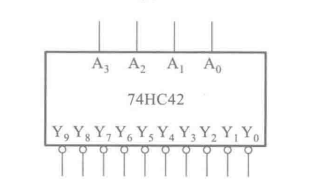 A₃ A₂ A₁ A₀
74HC42
Y₉ Y₈ Y₇ Y₆ Y₅ Y₄ Y₃ Y₂ Y₁ Y₀